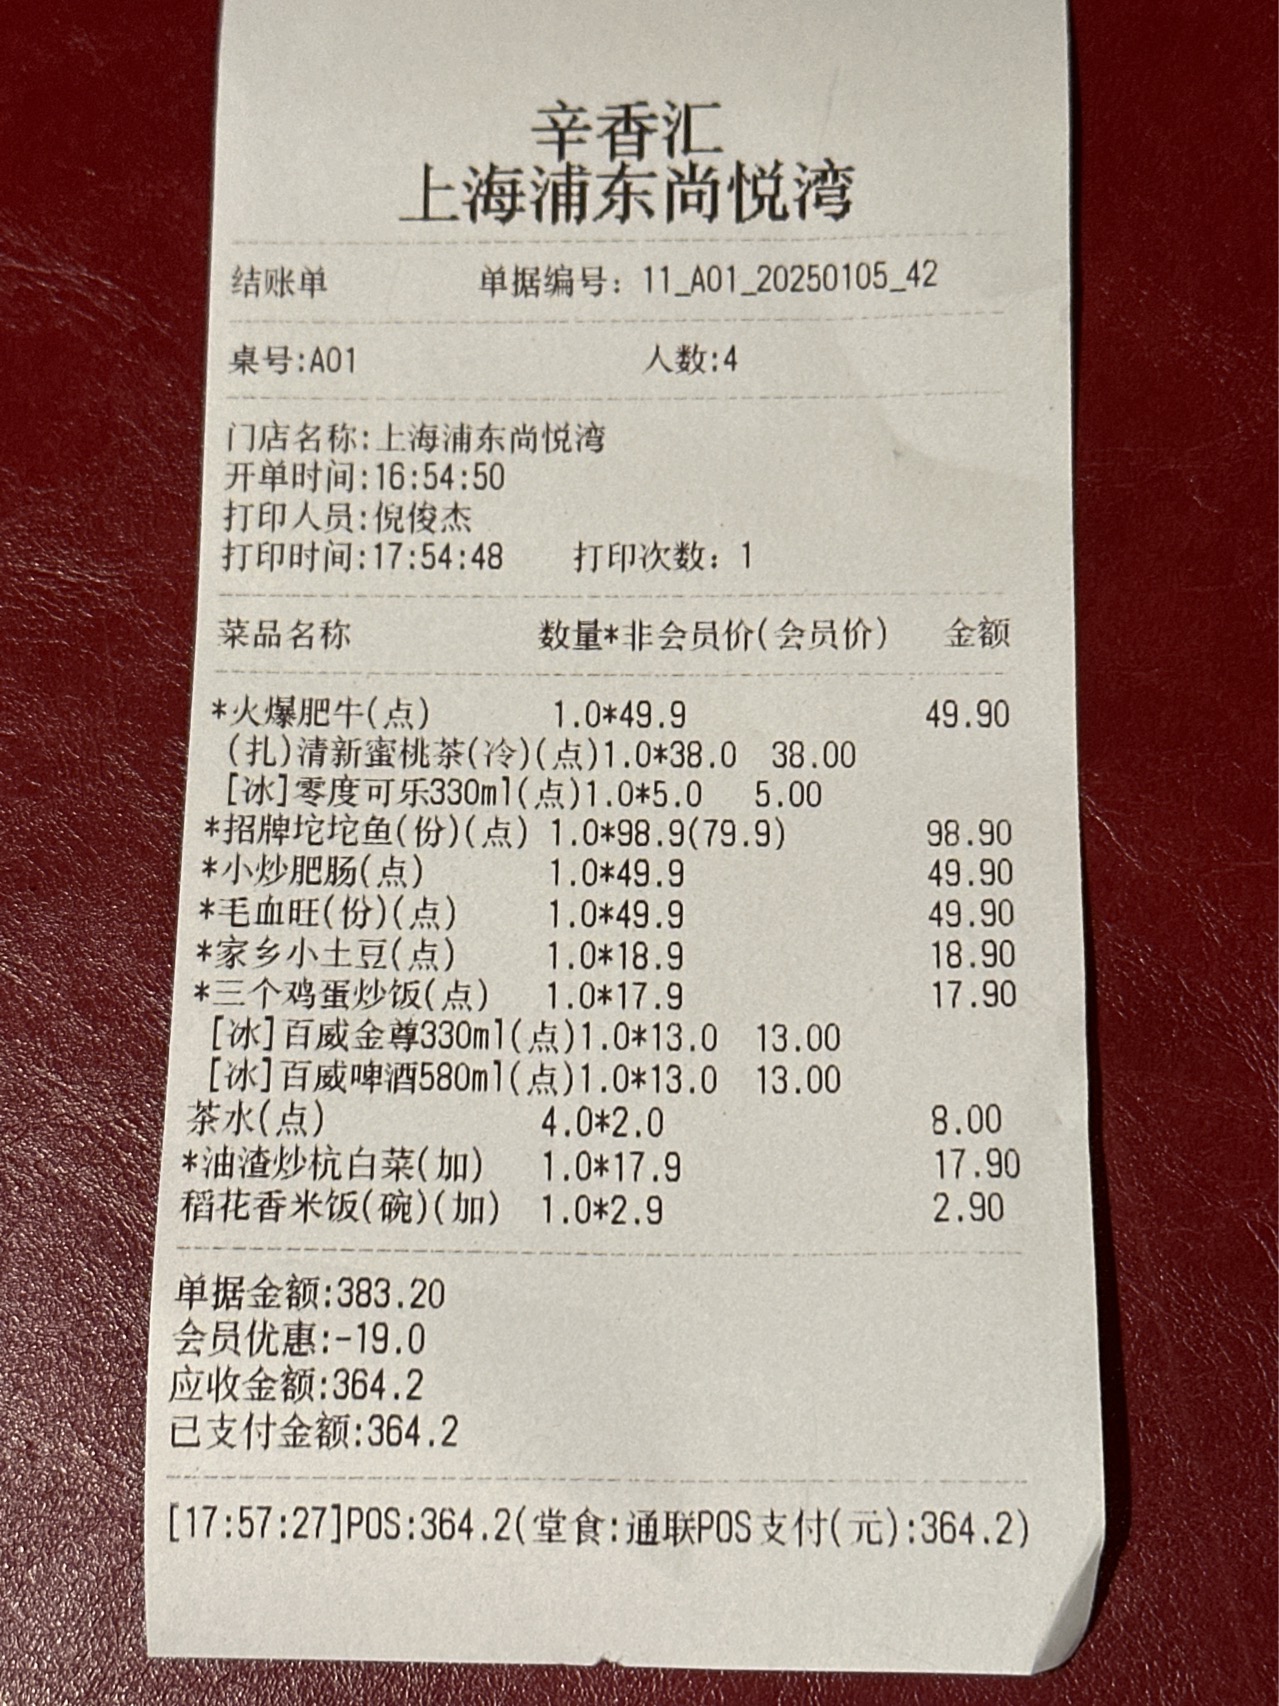 辛香汇
上海浦东尚悦湾
结账单 单据编号：11_A01_20250105_42
桌号:A01 人数:4
门店名称:上海浦东尚悦湾
开单时间:16:54:50
打印人员:倪俊杰
打印时间:17:54:48 打印次数：1
菜品名称 数量*非会员价(会员价) 金额
*火爆肥牛(点) 1.0*49.9 49.90
(扎)清新蜜桃茶(冷)(点)1.0*38.0 38.00
[冰]零度可乐330ml(点)1.0*5.0 5.00
*招牌坨坨鱼(份)(点) 1.0*98.9(79.9) 98.90
*小炒肥肠(点) 1.0*49.9 49.90
*毛血旺(份)(点) 1.0*49.9 49.90
*家乡小土豆(点) 1.0*18.9 18.90
*三个鸡蛋炒饭(点) 1.0*17.9 17.90
[冰]百威金尊330ml(点)1.0*13.0 13.00
[冰]百威啤酒580ml(点)1.0*13.0 13.00
茶水(点) 4.0*2.0 8.00
*油渣炒杭白菜(加) 1.0*17.9 17.90
稻花香米饭(碗)(加) 1.0*2.9 2.90
单据金额:383.20
会员优惠:-19.0
应收金额:364.2
已支付金额:364.2
[17:57:27]POS:364.2(堂食:通联POS支付(元):364.2)